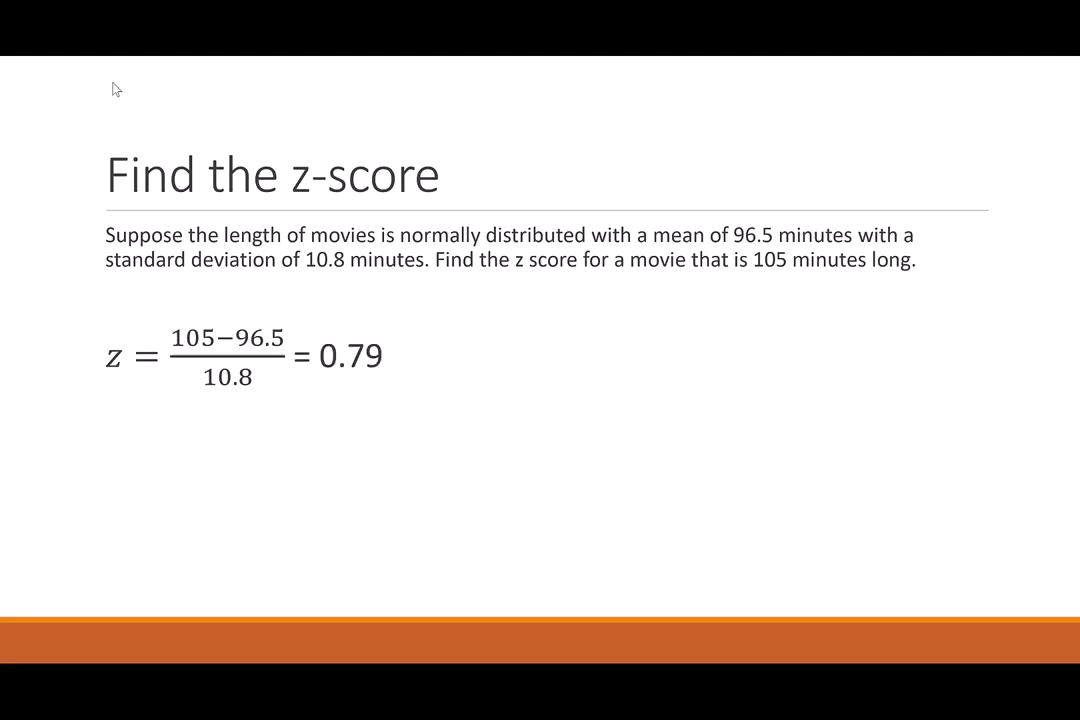 Find the z-score
Suppose the length of movies is normally distributed with a mean of 96.5 minutes with a
standard deviation of 10.8 minutes. Find the z score for a movie that is 105 minutes long.
z = \frac{105−96.5}{10.8} = 0.79